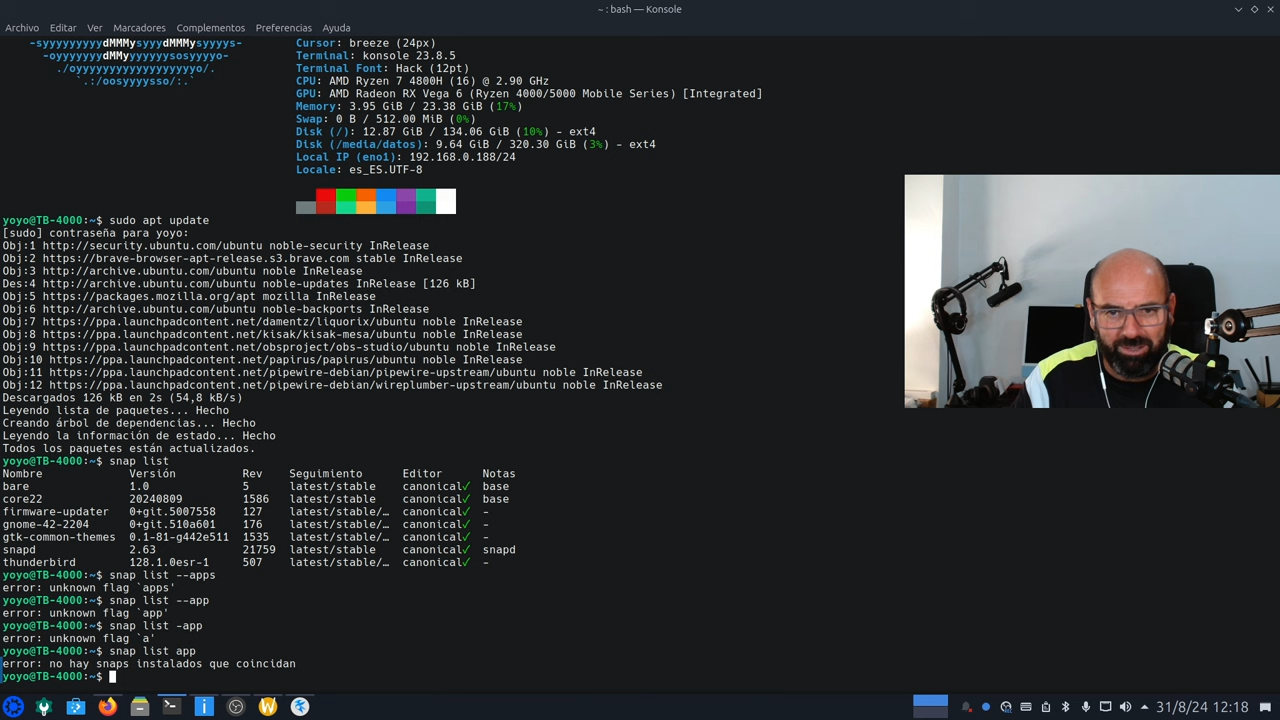 ~ : bash — Konsole
Archivo Editar Ver Marcadores Complementos Preferencias Ayuda
-syyyyyyyyydMMMysyyydMMMysyyyys- Cursor: breeze (24px)
-oyyyyyyydMMyyyyyyysosyyyyo- Terminal: konsole 23.8.5
./oyyyyyyyyyyyyyyyyyyo/. Terminal Font: Hack (12pt)
`.:/oosyyyysso/:.` CPU: AMD Ryzen 7 4800H (16) @ 2.90 GHz
GPU: AMD Radeon RX Vega 6 (Ryzen 4000/5000 Mobile Series) [Integrated]
Memory: 3.95 GiB / 23.38 GiB (17%)
Swap: 0 B / 512.00 MiB (0%)
Disk (/): 12.87 GiB / 134.06 GiB (10%) - ext4
Disk (/media/datos): 9.64 GiB / 320.30 GiB (3%) - ext4
Local IP (eno1): 192.168.0.188/24
Locale: es_ES.UTF-8
yoyo@TB-4000:~$ sudo apt update
[sudo] contraseña para yoyo:
Obj:1 http://security.ubuntu.com/ubuntu noble-security InRelease
Obj:2 https://brave-browser-apt-release.s3.brave.com stable InRelease
Obj:3 http://archive.ubuntu.com/ubuntu noble InRelease
Des:4 http://archive.ubuntu.com/ubuntu noble-updates InRelease [126 kB]
Obj:5 https://packages.mozilla.org/apt mozilla InRelease
Obj:6 http://archive.ubuntu.com/ubuntu noble-backports InRelease
Obj:7 https://ppa.launchpadcontent.net/damentz/liquorix/ubuntu noble InRelease
Obj:8 https://ppa.launchpadcontent.net/kisak/kisak-mesa/ubuntu noble InRelease
Obj:9 https://ppa.launchpadcontent.net/obsproject/obs-studio/ubuntu noble InRelease
Obj:10 https://ppa.launchpadcontent.net/papirus/papirus/ubuntu noble InRelease
Obj:11 https://ppa.launchpadcontent.net/pipewire-debian/pipewire-upstream/ubuntu noble InRelease
Obj:12 https://ppa.launchpadcontent.net/pipewire-debian/wireplumber-upstream/ubuntu noble InRelease
Descargados 126 kB en 2s (54,8 kB/s)
Leyendo lista de paquetes... Hecho
Creando árbol de dependencias... Hecho
Leyendo la información de estado... Hecho
Todos los paquetes están actualizados.
yoyo@TB-4000:~$ snap list
Nombre Versión Rev Seguimiento Editor Notas
bare 1.0 5 latest/stable canonical✓ base
core22 20240809 1586 latest/stable canonical✓ base
firmware-updater 0+git.5007558 127 latest/stable/… canonical✓ -
gnome-42-2204 0+git.510a601 176 latest/stable/… canonical✓ -
gtk-common-themes 0.1-81-g442e511 1535 latest/stable/… canonical✓ -
snapd 2.63 21759 latest/stable canonical✓ snapd
thunderbird 128.1.0esr-1 507 latest/stable/… canonical✓ -
yoyo@TB-4000:~$ snap list --apps
error: unknown flag `apps'
yoyo@TB-4000:~$ snap list --app
error: unknown flag `app'
yoyo@TB-4000:~$ snap list -app
error: unknown flag `a'
yoyo@TB-4000:~$ snap list app
error: no hay snaps instalados que coincidan
yoyo@TB-4000:~$
31/8/24 12:18